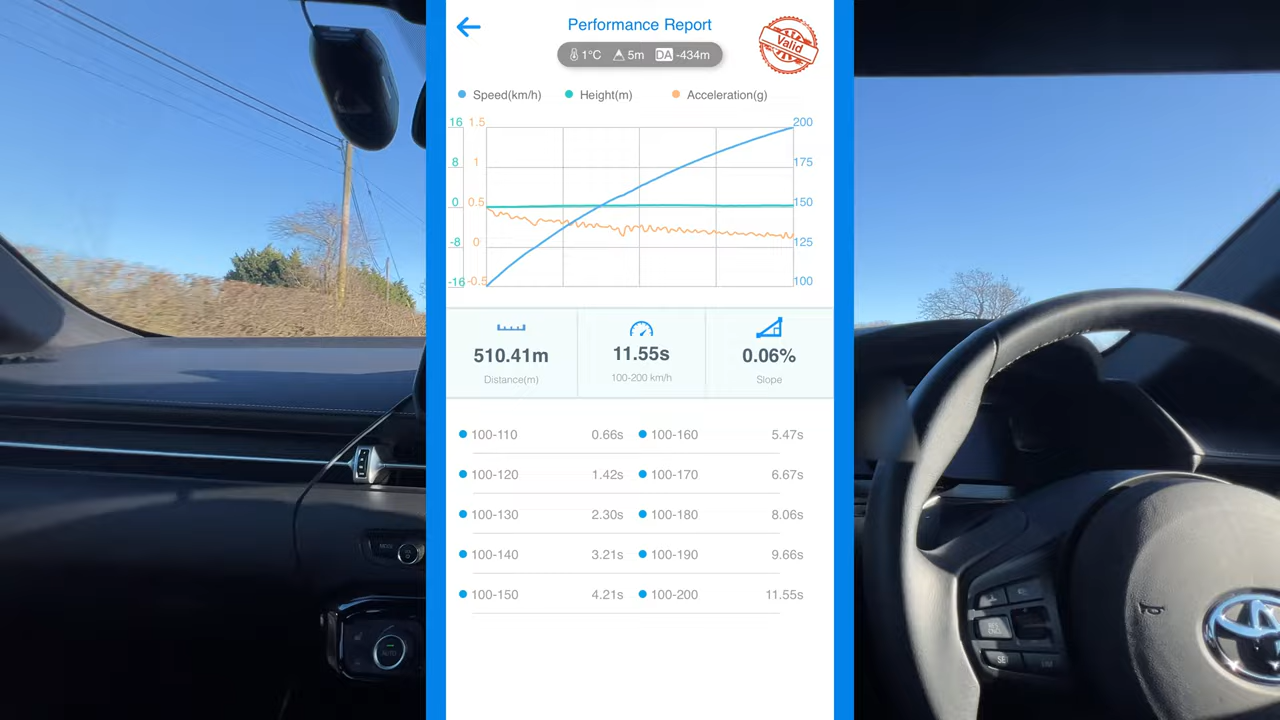 Performance Report
1°C 5m DA -434m
Valid
Speed(km/h) Height(m) Acceleration(g)
16 1.5 200
8 1 175
0 0.5 150
-8 0 125
-16 -0.5 100
510.41m 11.55s 0.06%
Distance(m) 100-200 km/h Slope
100-110 0.66s 100-160 5.47s
100-120 1.42s 100-170 6.67s
100-130 2.30s 100-180 8.06s
100-140 3.21s 100-190 9.66s
100-150 4.21s 100-200 11.55s
AUTO